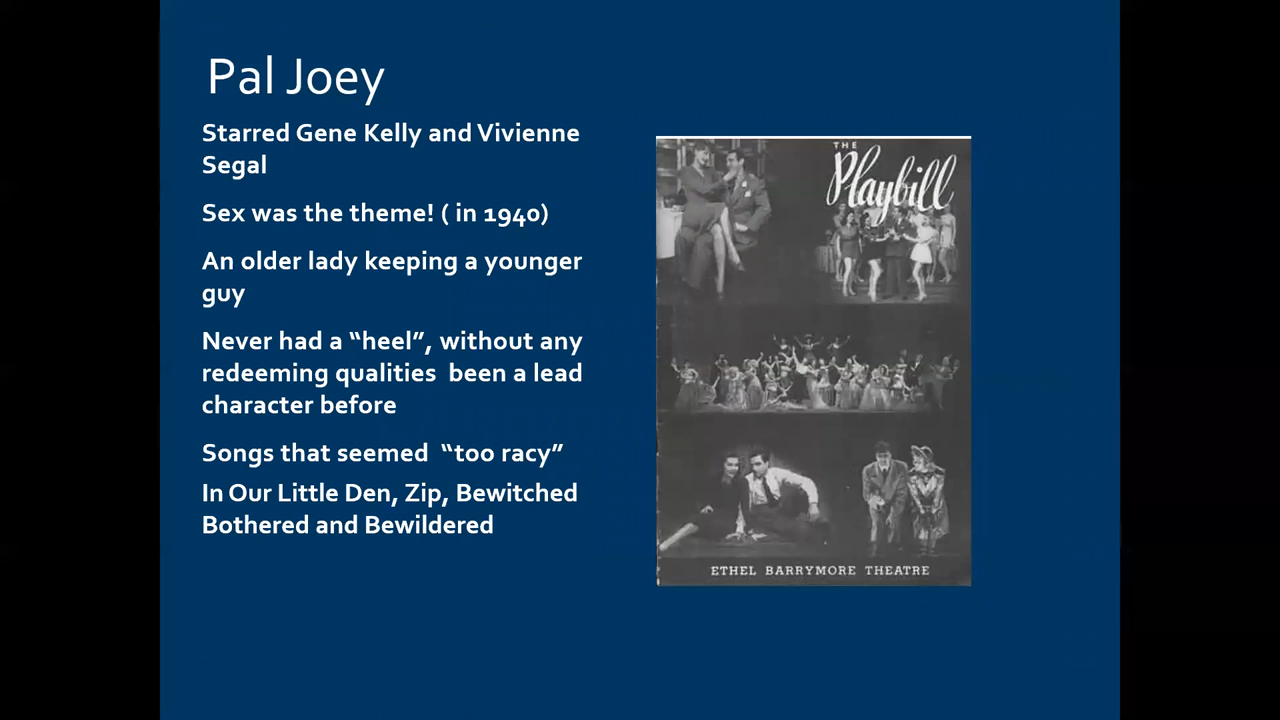 Pal Joey
Starred Gene Kelly and Vivienne
Segal
Sex was the theme! ( in 1940)
An older lady keeping a younger
guy
Never had a “heel”, without any
redeeming qualities  been a lead
character before
Songs that seemed  “too racy”
In Our Little Den, Zip, Bewitched
Bothered and Bewildered
THE
Playbill
ETHEL BARRYMORE THEATRE